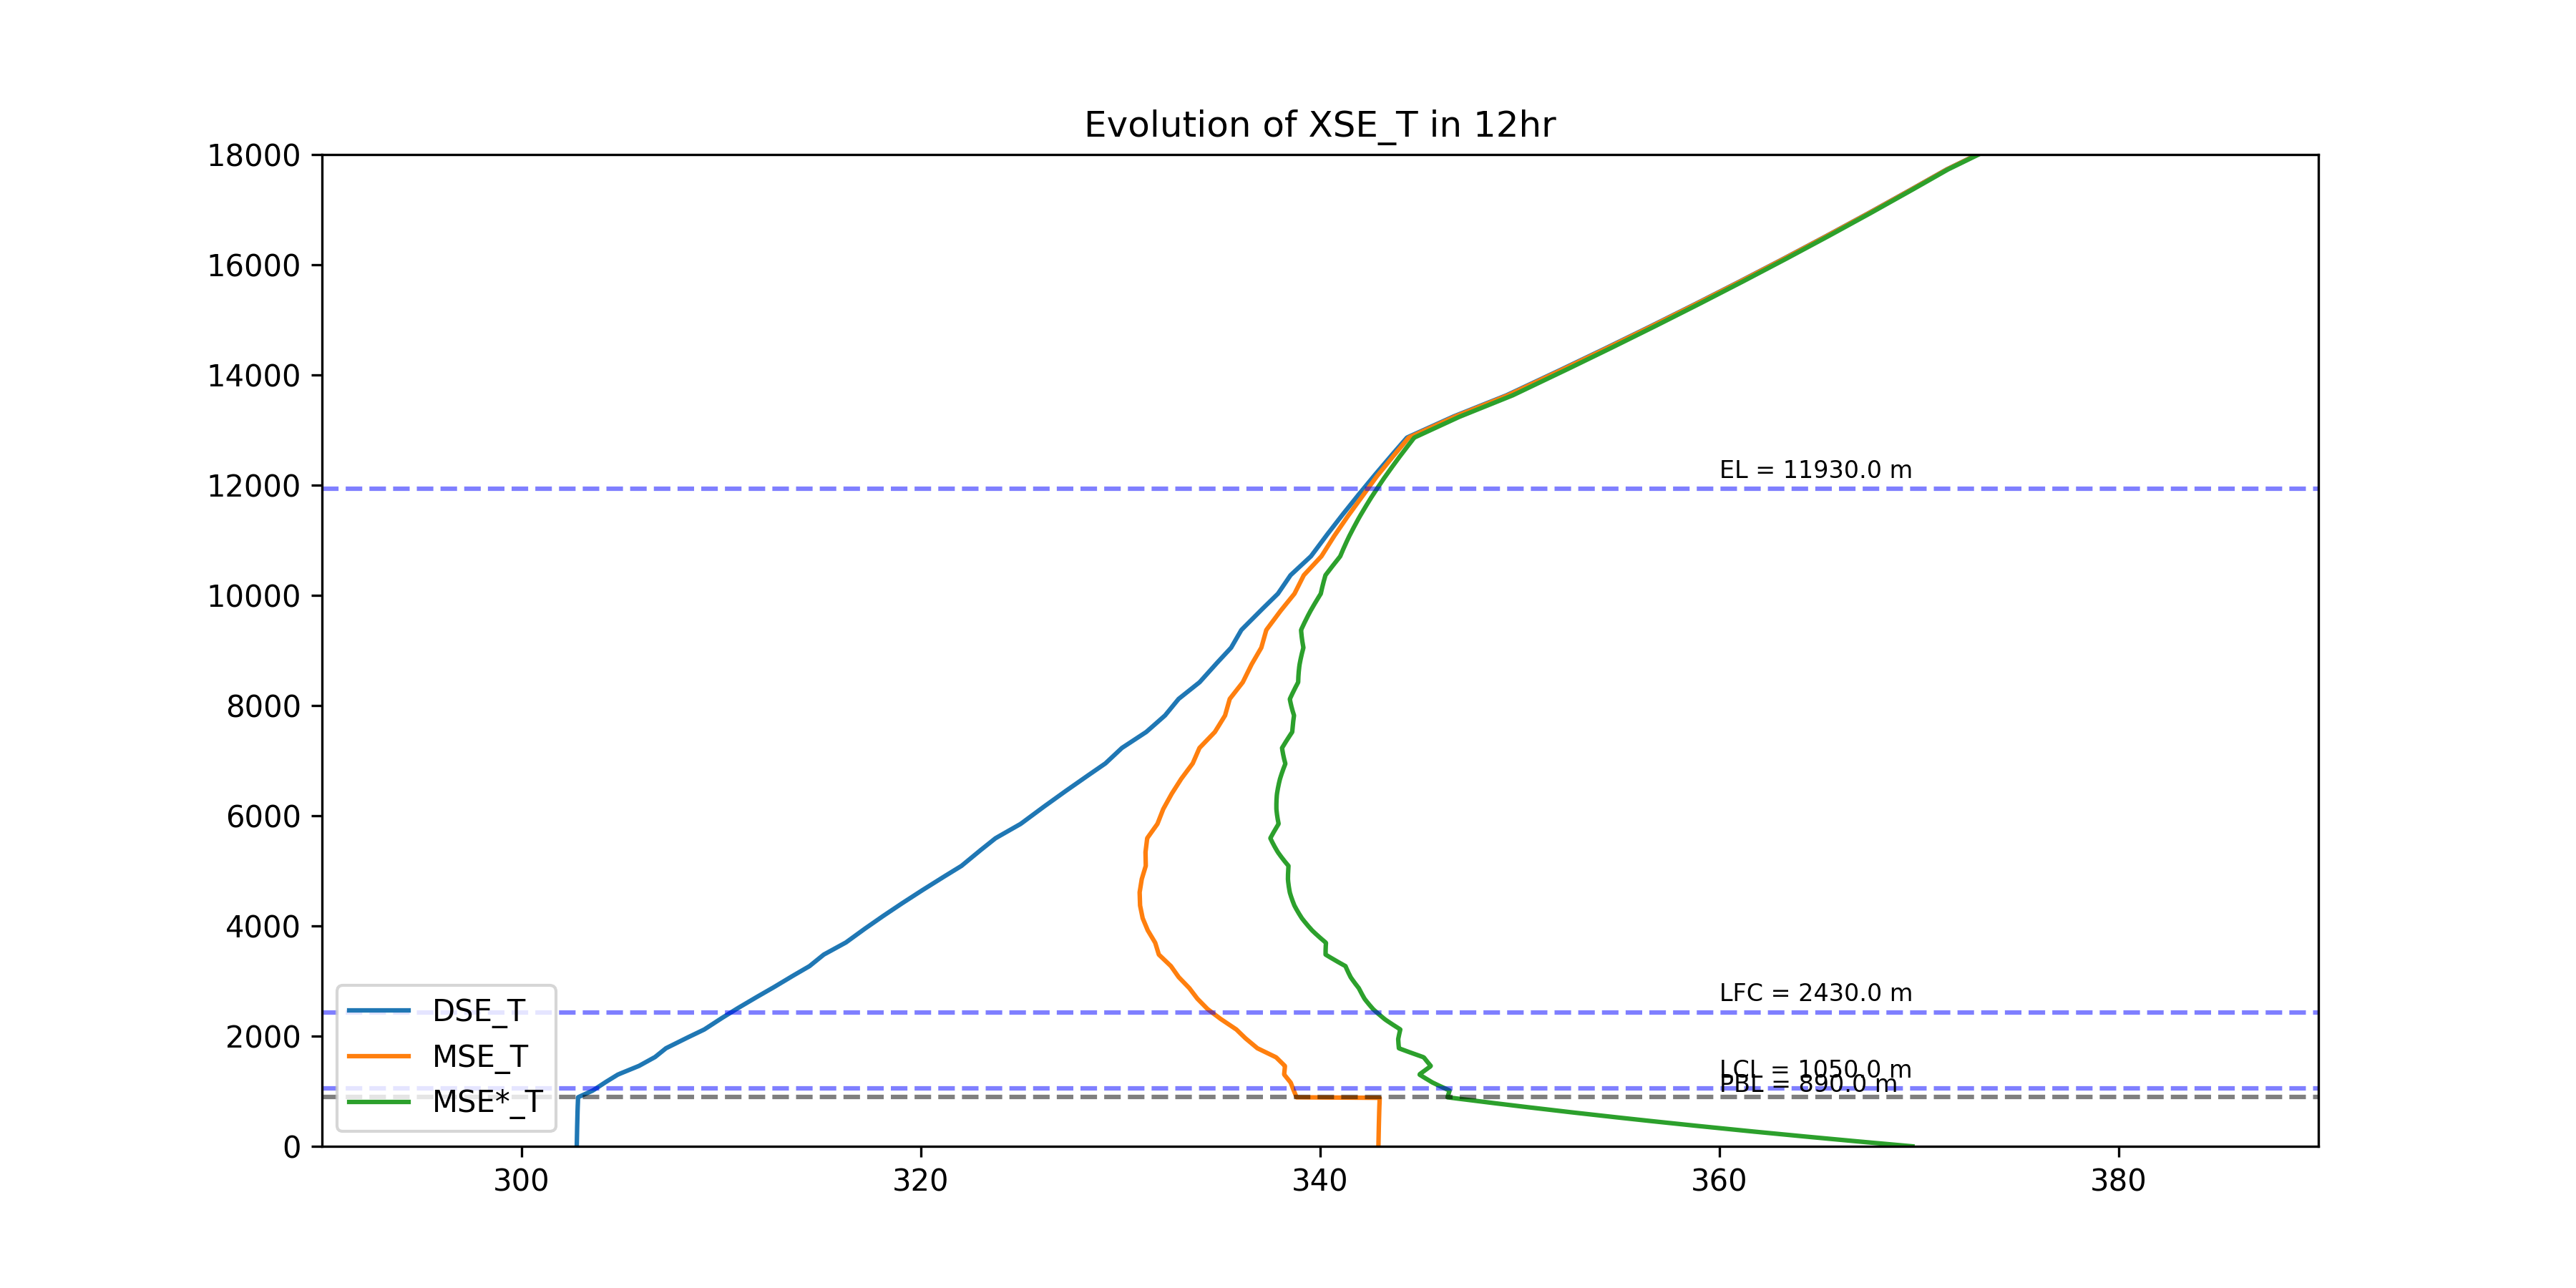 Evolution of XSE_T in 12hr
18000
16000
14000
12000
10000
8000
6000
4000
2000
0
EL = 11930.0 m
LFC = 2430.0 m
LCL = 1050.0 m
PBL = 890.0 m
DSE_T
MSE_T
MSE*_T
300 320 340 360 380